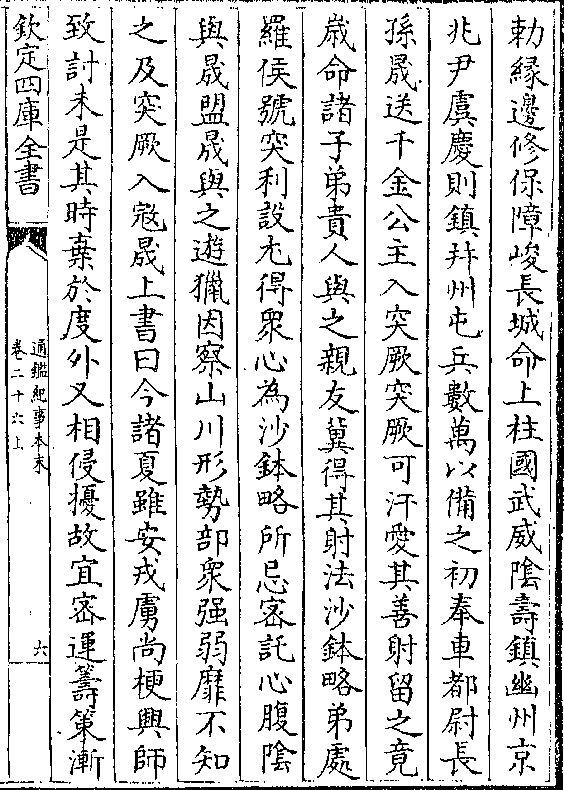 勅縁邊修保障峻長城命上柱國武威隂壽鎮幽州京
兆尹虞慶則鎮并州屯兵數萬以備之初奉車都尉長
孫晟送千金公主入突厥突厥可汗愛其善射留之竟
嵗命諸子弟貴人與之親友冀得其射法沙鉢略弟處
羅侯號突利設尤得衆心為沙鉢略所忌宻託心腹隂
與晟盟晟與之遊獵因察山川形勢部衆强弱靡不知
之及突厥入冦晟上書曰今諸夏雖安戎虜尚梗興師
致討未是其時棄於度外又相侵擾故宜宻運籌策漸
欽定四庫全書
通鑑紀事本末
卷二十六上
六